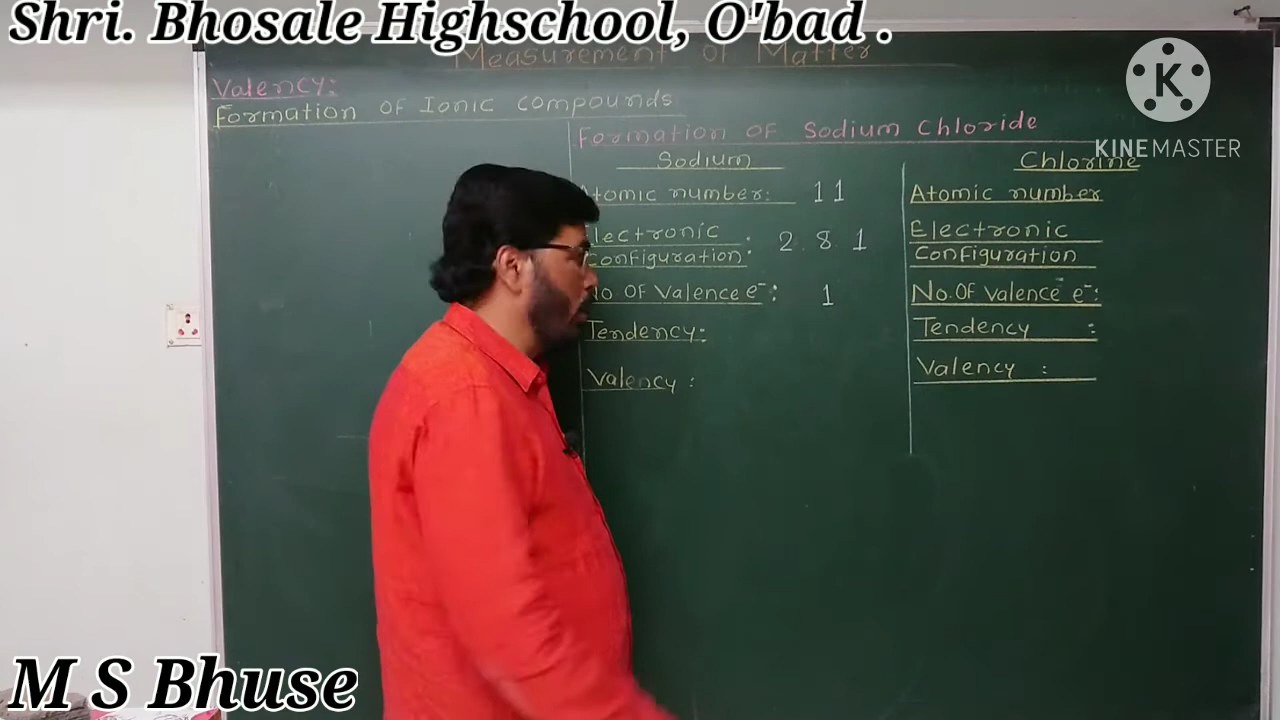 Shri. Bhosale Highschool, O'bad .
Measurement of Matter
Valency:
Formation of Ionic compounds
Formation of Sodium Chloride
Sodium
Atomic number: 11
Electronic
Configuration: 2 . 8 1
No Of Valence e⁻: 1
Tendency:
Valency :
Chlorine
Atomic number
Electronic
Configuration
No. Of Valence e⁻:
Tendency :
Valency :
K
KINEMASTER
M S Bhuse